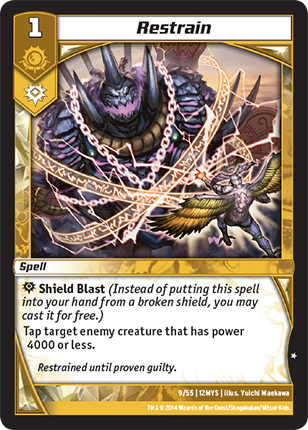 1
Restrain
Spell
Shield Blast (Instead of putting this spell
into your hand from a broken shield, you may
cast it for free.)
Tap target enemy creature that has power
4000 or less.
Restrained until proven guilty.
9/55 | 12MYS | illus. Yuichi Maekawa
TM & © 2014 Wizards of the Coast/Shogakukan/Mitsui-Kids.